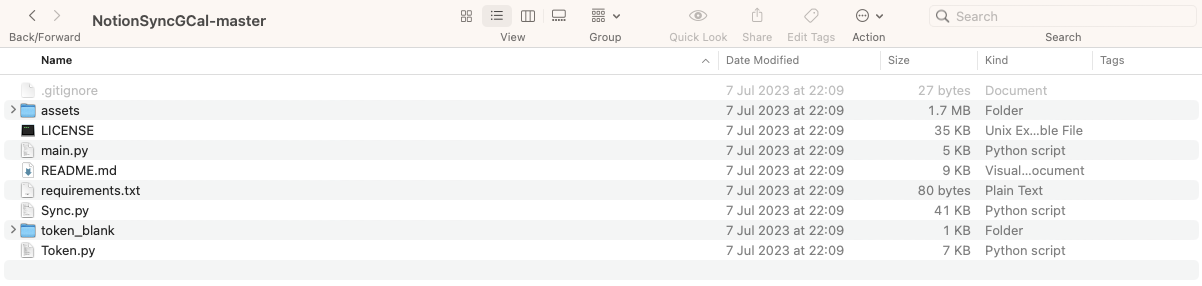 NotionSyncGCal-master
Search
Back/Forward View Group Quick Look Share Edit Tags Action Search
Name Date Modified Size Kind Tags
.gitignore 7 Jul 2023 at 22:09 27 bytes Document
assets 7 Jul 2023 at 22:09 1.7 MB Folder
LICENSE 7 Jul 2023 at 22:09 35 KB Unix Ex...ble File
main.py 7 Jul 2023 at 22:09 5 KB Python script
README.md 7 Jul 2023 at 22:09 9 KB Visual...ocument
requirements.txt 7 Jul 2023 at 22:09 80 bytes Plain Text
Sync.py 7 Jul 2023 at 22:09 41 KB Python script
token_blank 7 Jul 2023 at 22:09 1 KB Folder
Token.py 7 Jul 2023 at 22:09 7 KB Python script